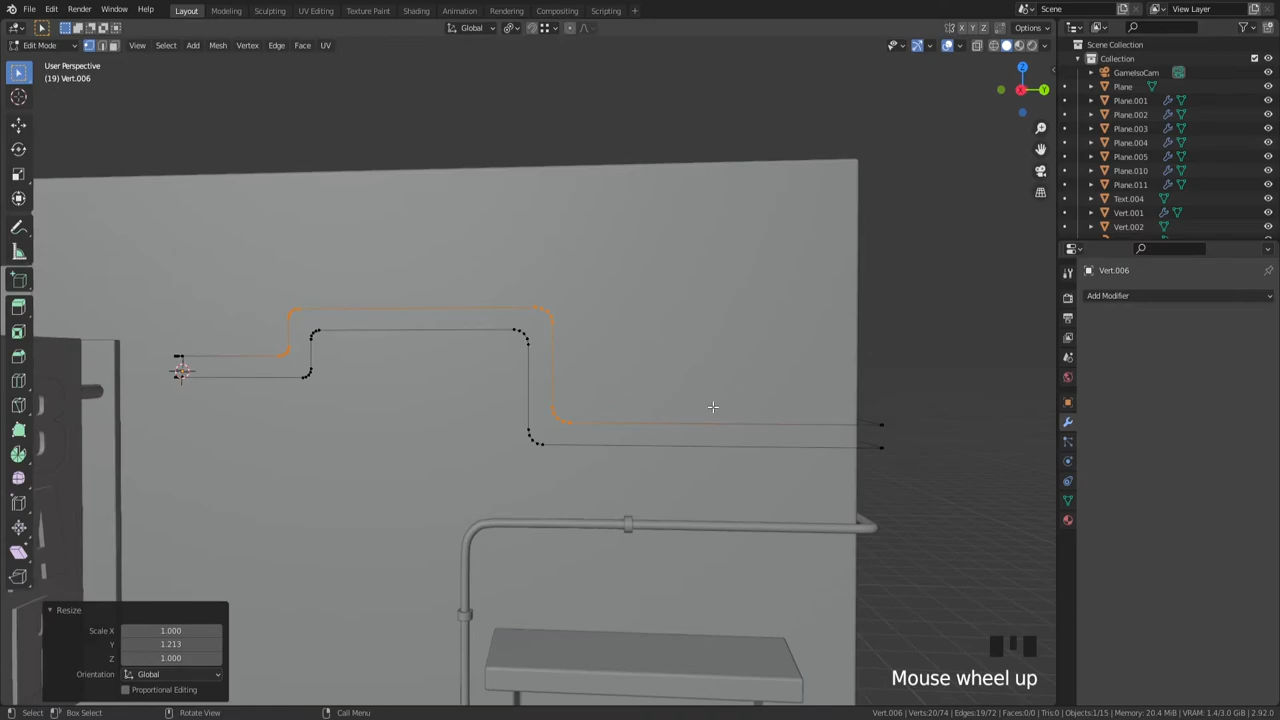 File Edit Render Window Help Layout Modeling Sculpting UV Editing Texture Paint Shading Animation Rendering Compositing Scripting + Scene View Layer
Global Options
Edit Mode View Select Add Mesh Vertex Edge Face UV
X Y Z
User Perspective
(19) Vert.006
Z
X Y
Scene Collection
Collection
GameIsoCam
Plane
Plane.001
Plane.002
Plane.003
Plane.004
Plane.005
Plane.010
Plane.011
Text.004
Vert.001
Vert.002
Vert.006
Add Modifier
Resize
Scale X 1.000
Y 1.213
Z 1.000
Orientation Global
Proportional Editing
Mouse wheel up
Select Box Select Rotate View Call Menu Vert.006 | Verts:20/74 | Edges:19/72 | Faces:0/0 | Tris:0 | Objects:1/15 | Memory: 20.4 MiB | VRAM: 1.4/3.0 GiB | 2.92.0